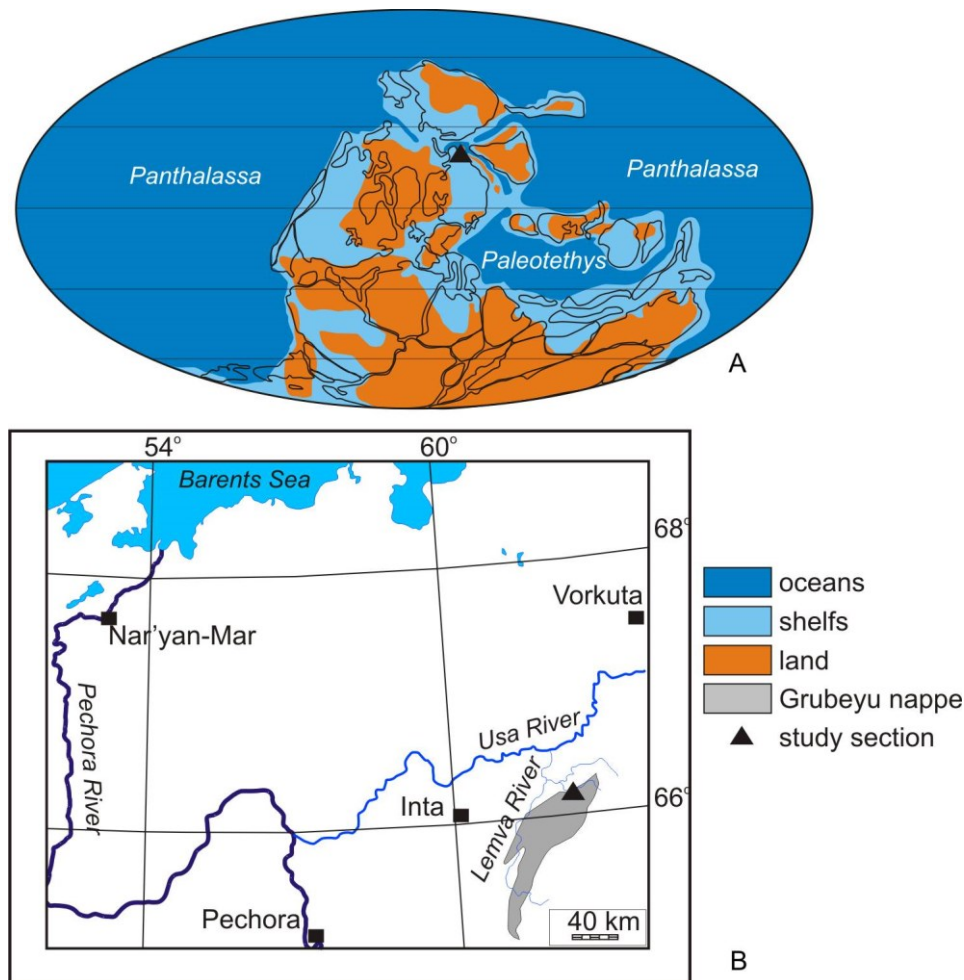 Panthalassa
Panthalassa
Paleotethys
A
54°
60°
Barents Sea
68°
Vorkuta
Nar'yan-Mar
Pechora River
Usa River
Inta
Lemva River
66°
Pechora
40 km
B
oceans
shelfs
land
Grubeyu nappe
study section